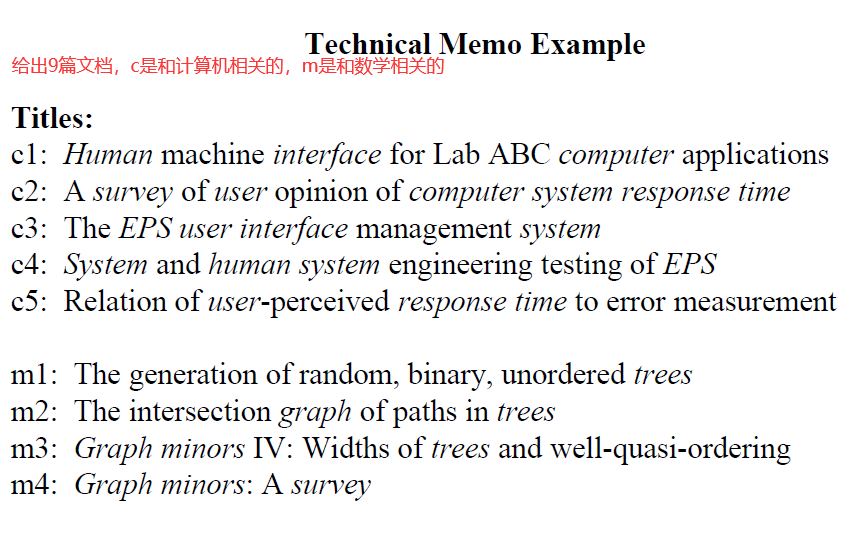 Technical Memo Example
给出9篇文档，c是和计算机相关的，m是和数学相关的
Titles:
c1: Human machine interface for Lab ABC computer applications
c2: A survey of user opinion of computer system response time
c3: The EPS user interface management system
c4: System and human system engineering testing of EPS
c5: Relation of user-perceived response time to error measurement
m1: The generation of random, binary, unordered trees
m2: The intersection graph of paths in trees
m3: Graph minors IV: Widths of trees and well-quasi-ordering
m4: Graph minors: A survey